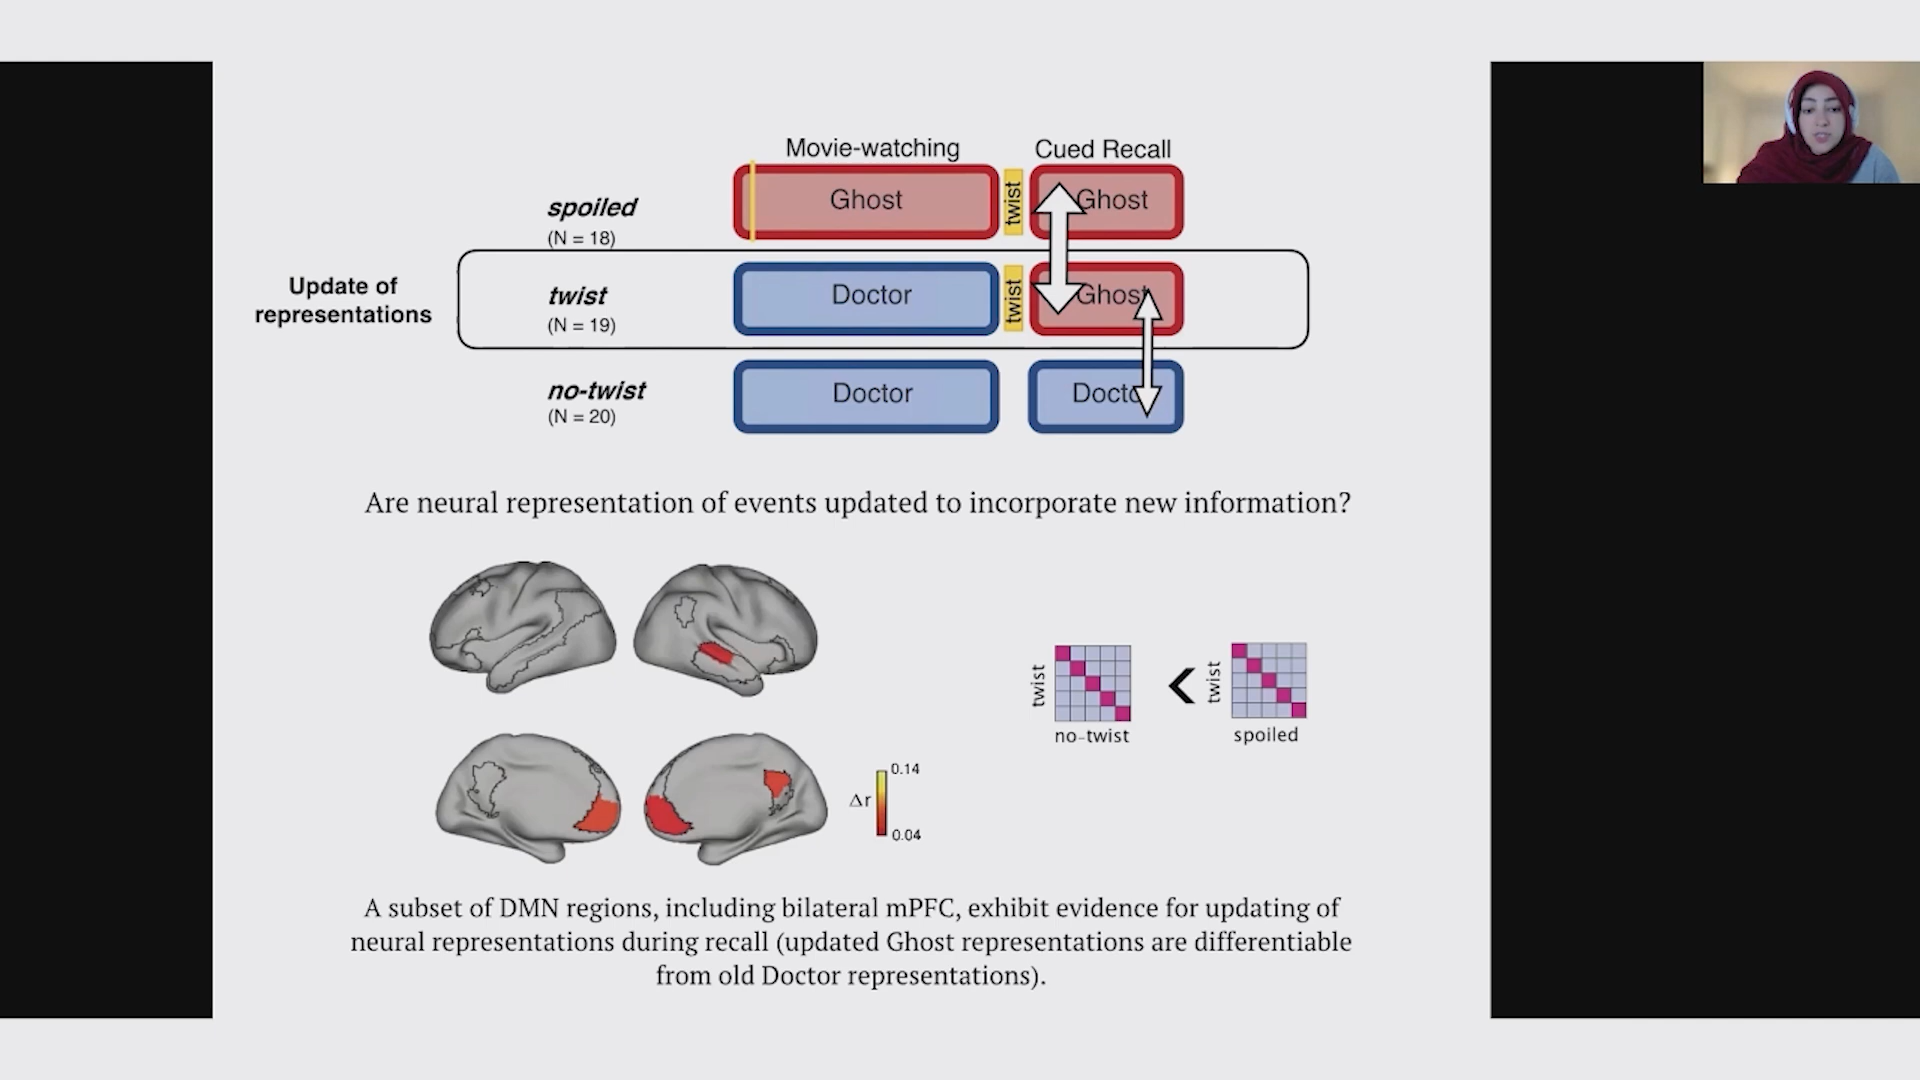 Movie-watching Cued Recall
spoiled
(N = 18)
Ghost
twist
Ghost
Update of
representations
twist
(N = 19)
Doctor
twist
Ghost
no-twist
(N = 20)
Doctor
Docto
Are neural representation of events updated to incorporate new information?
twist
no-twist
<
twist
spoiled
Δr
0.14
0.04
A subset of DMN regions, including bilateral mPFC, exhibit evidence for updating of
neural representations during recall (updated Ghost representations are differentiable
from old Doctor representations).